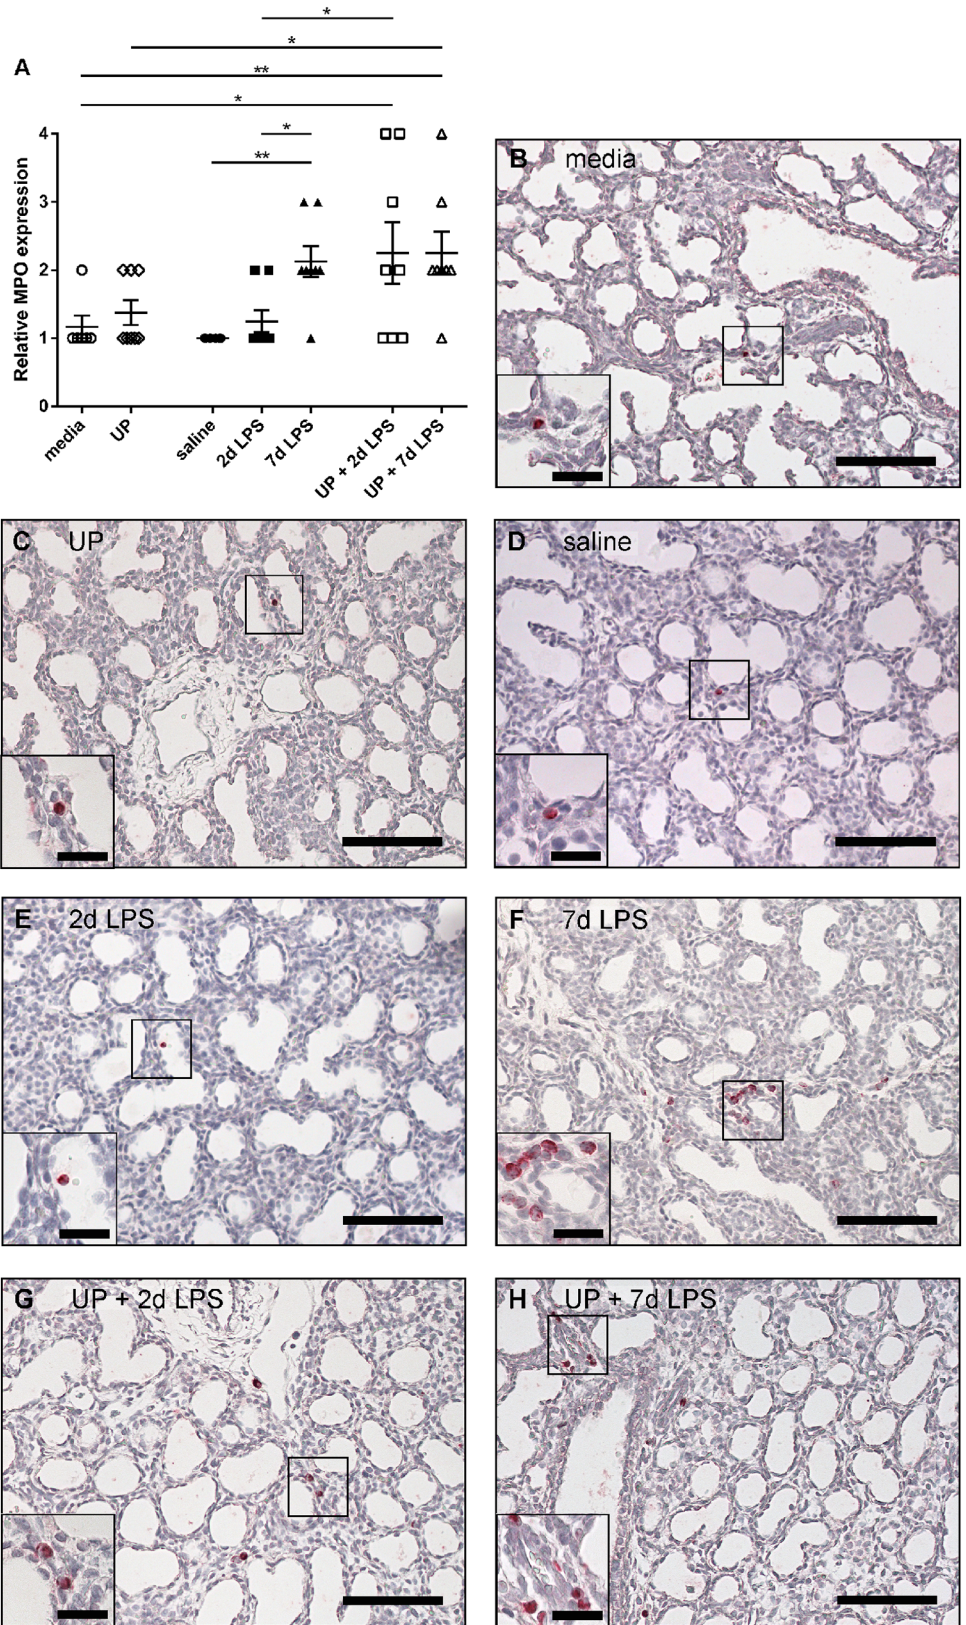 *
*
A
**
*
*
**
4
3
2
1
0
Relative MPO expression
media
UP
saline
2d LPS
7d LPS
UP + 2d LPS
UP + 7d LPS
B media
C UP
D saline
E 2d LPS
F 7d LPS
G UP + 2d LPS
H UP + 7d LPS